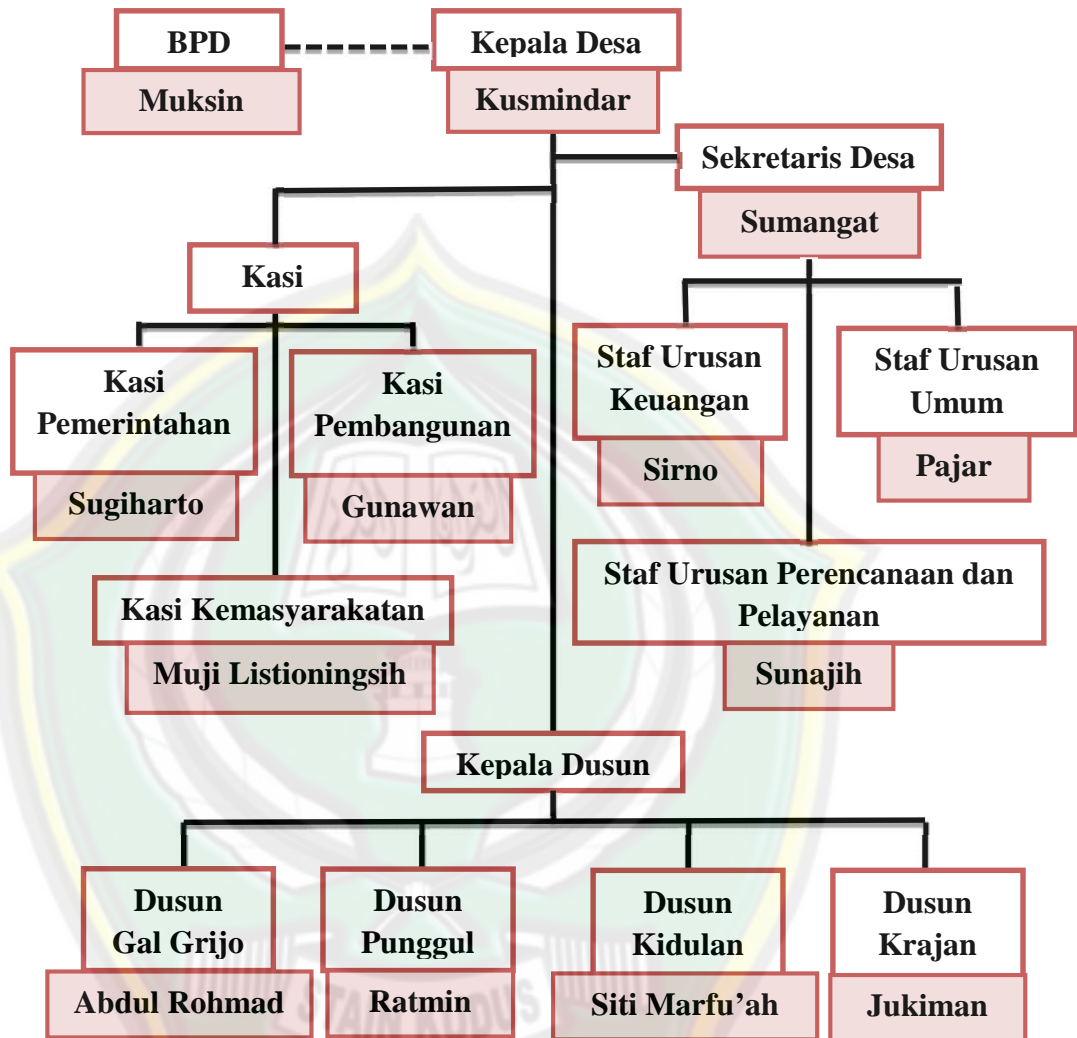 BPD
Muksin
Kepala Desa
Kusmindar
Sekretaris Desa
Sumangat
Kasi
Kasi
Pemerintahan
Sugiharto
Kasi
Pembangunan
Gunawan
Staf Urusan
Keuangan
Sirno
Staf Urusan
Umum
Pajar
Kasi Kemasyarakatan
Muji Listioningsih
Staf Urusan Perencanaan dan
Pelayanan
Sunajih
Kepala Dusun
Dusun
Gal Grijo
Abdul Rohmad
Dusun
Punggul
Ratmin
Dusun
Kidulan
Siti Marfu’ah
Dusun
Krajan
Jukiman
STAIN KUDUS